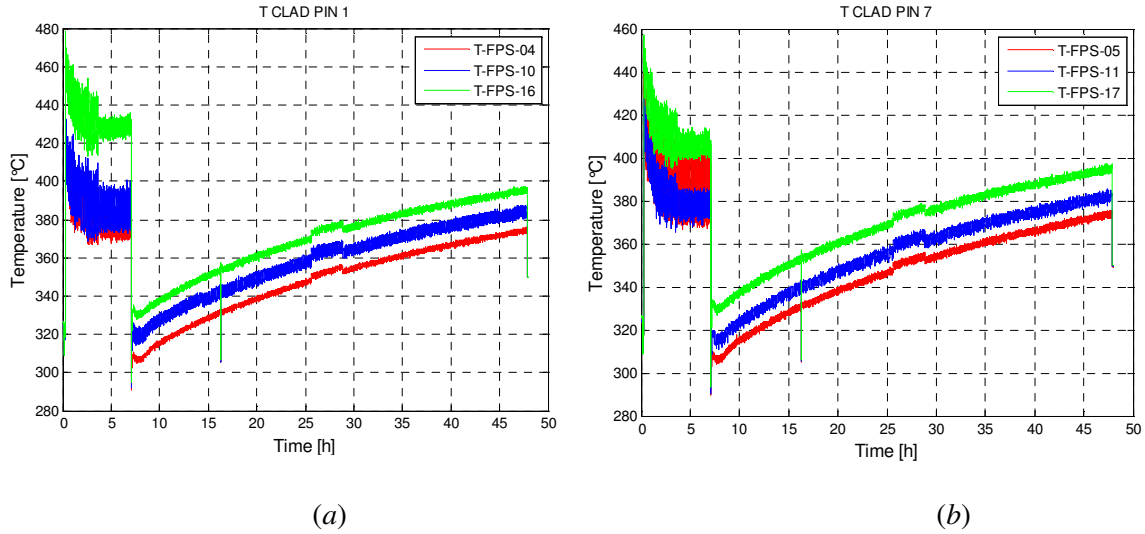 T CLAD PIN 1
480
460
440
420
400
380
360
340
320
300
280
0 5 10 15 20 25 30 35 40 45 50
Temperature [°C]
Time [h]
T-FPS-04
T-FPS-10
T-FPS-16
(a)
T CLAD PIN 7
460
440
420
400
380
360
340
320
300
280
0 5 10 15 20 25 30 35 40 45 50
Temperature [°C]
Time [h]
T-FPS-05
T-FPS-11
T-FPS-17
(b)